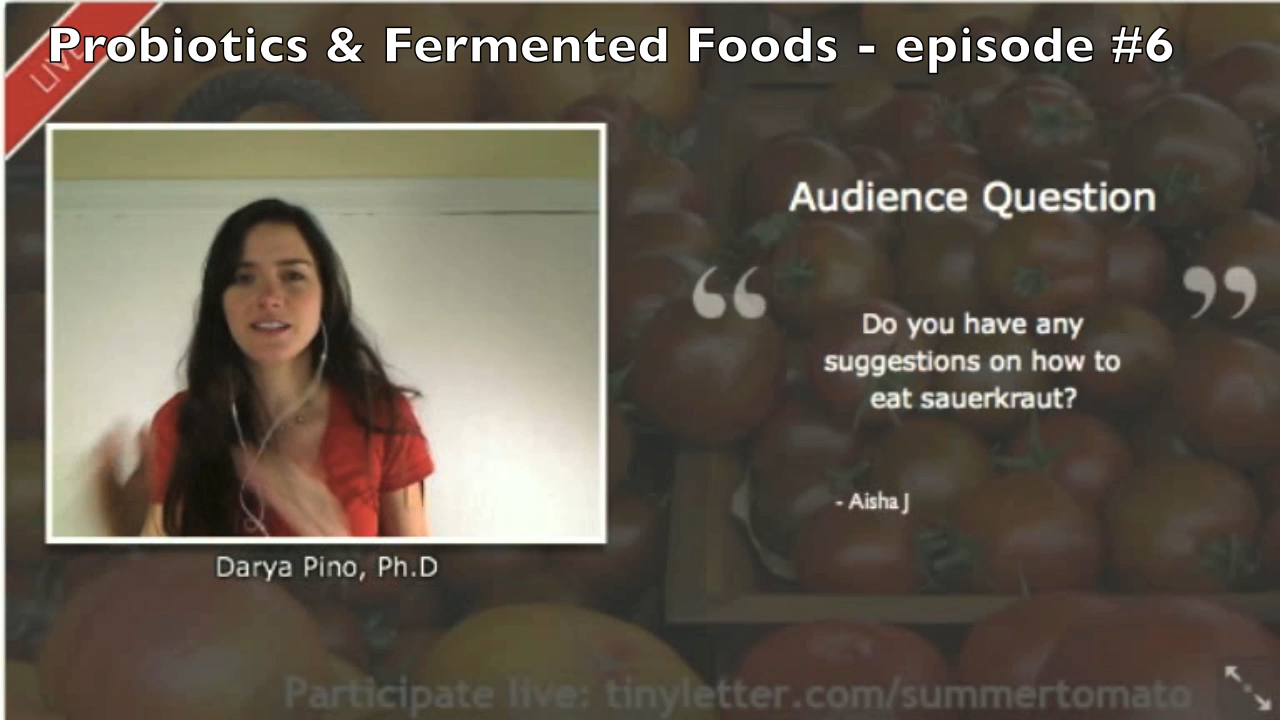 Probiotics & Fermented Foods - episode #6
LIVE
Audience Question
“ ”
Do you have any
suggestions on how to
eat sauerkraut?
- Aisha J
Darya Pino, Ph.D
Participate live: tinyletter.com/summertomato